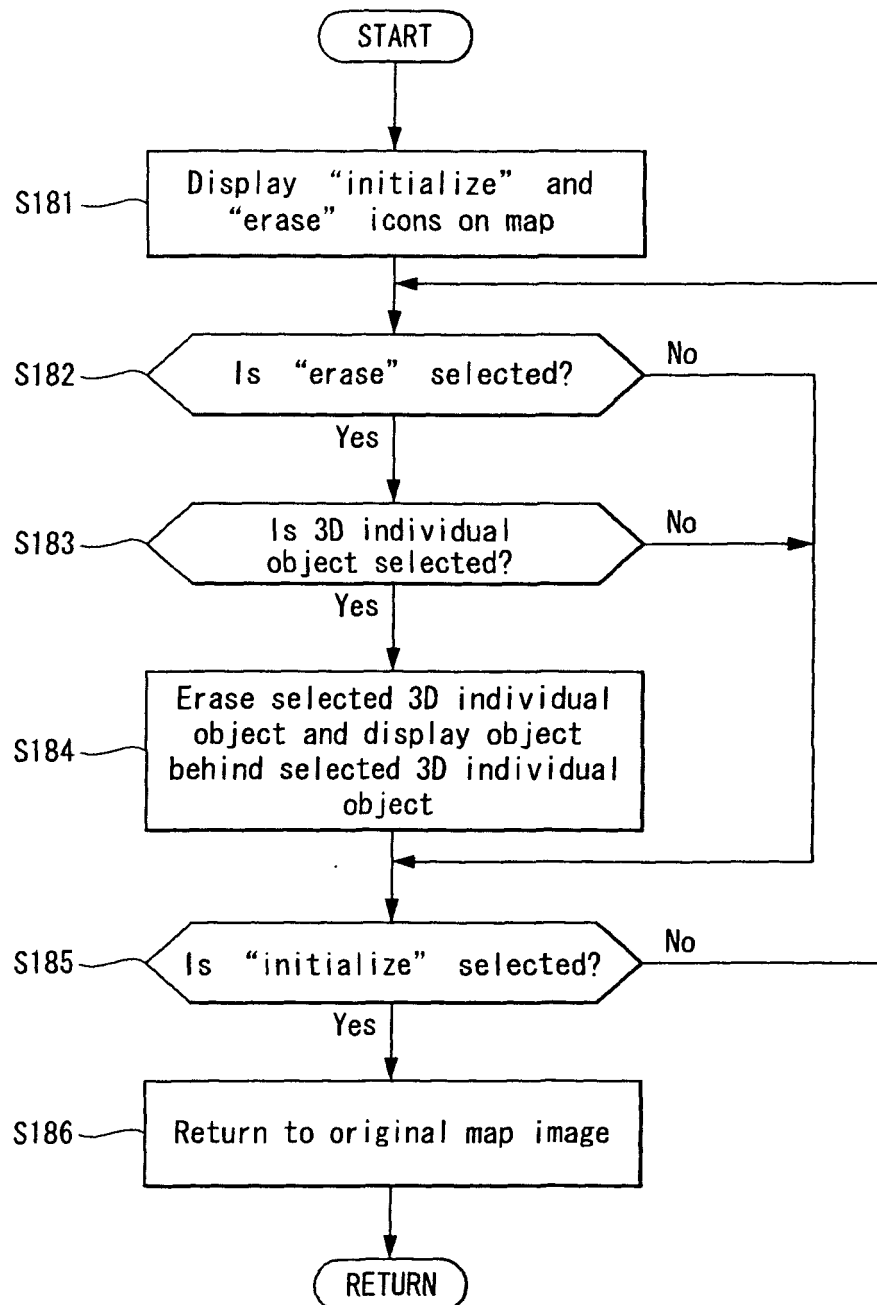 START
S181
Display “initialize” and
“erase” icons on map
S182
Is “erase” selected?
No
Yes
S183
Is 3D individual
object selected?
No
Yes
S184
Erase selected 3D individual
object and display object
behind selected 3D individual
object
S185
Is “initialize” selected?
No
Yes
S186
Return to original map image
RETURN